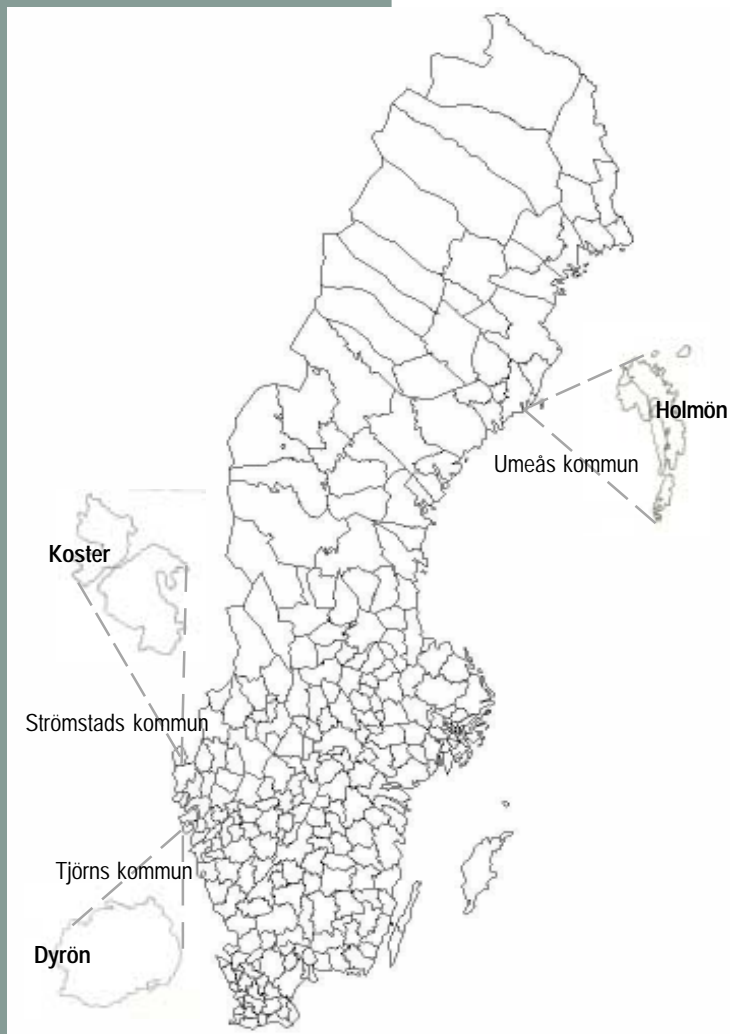 Holmön
Umeås kommun
Koster
Strömstads kommun
Tjörns kommun
Dyrön